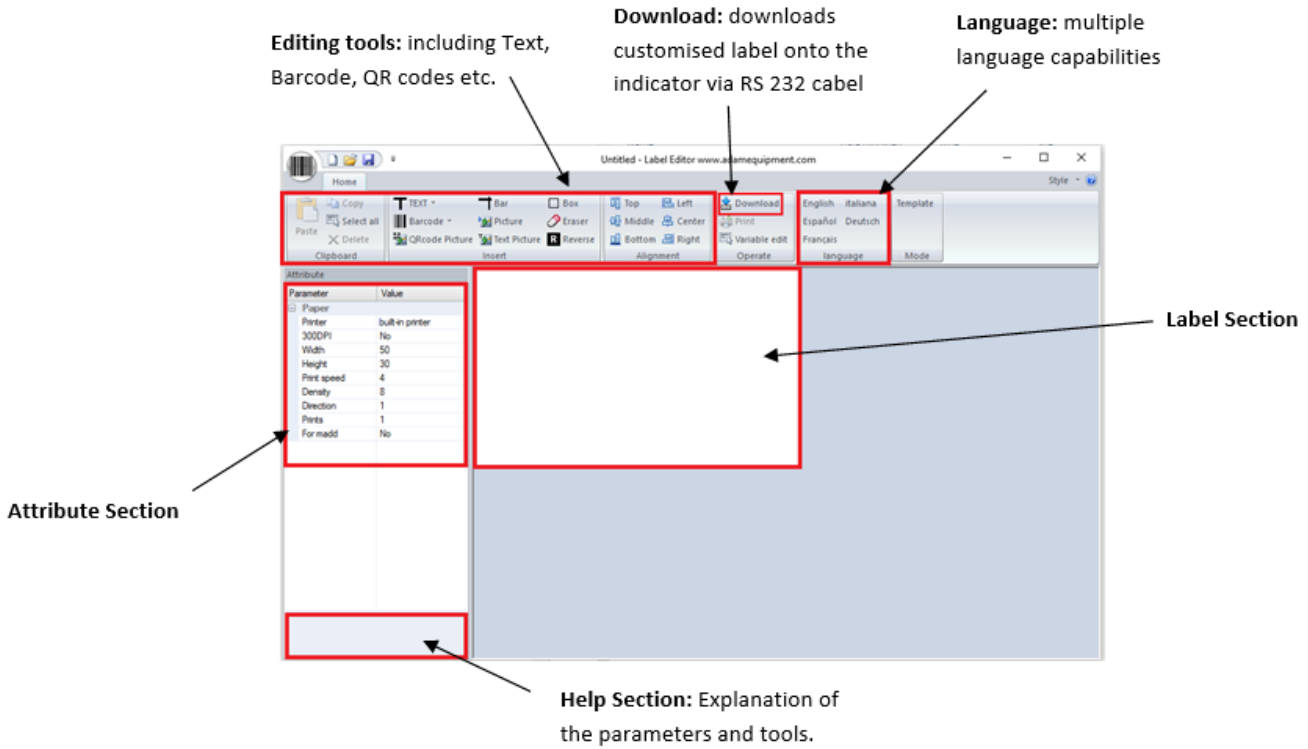 Download: downloads
customised label onto the
indicator via RS 232 cabel
Language: multiple
language capabilities
Editing tools: including Text,
Barcode, QR codes etc.
Untitled - Label Editor www.adamequipment.com
Home
Style
Paste
Copy
Select all
Delete
Clipboard
TEXT
Bar
Box
Barcode
Picture
Eraser
QRcode Picture
Text Picture
R Reverse
Insert
Top
Left
Middle
Center
Bottom
Right
Alignment
Download
Print
Variable edit
Operate
English italiana
Español Deutsch
Français
language
Template
Mode
Attribute
Parameter Value
Paper
Printer built-in printer
300DPI No
Width 50
Height 30
Print speed 4
Density 8
Direction 1
Prints 1
For madd No
Label Section
Attribute Section
Help Section: Explanation of
the parameters and tools.